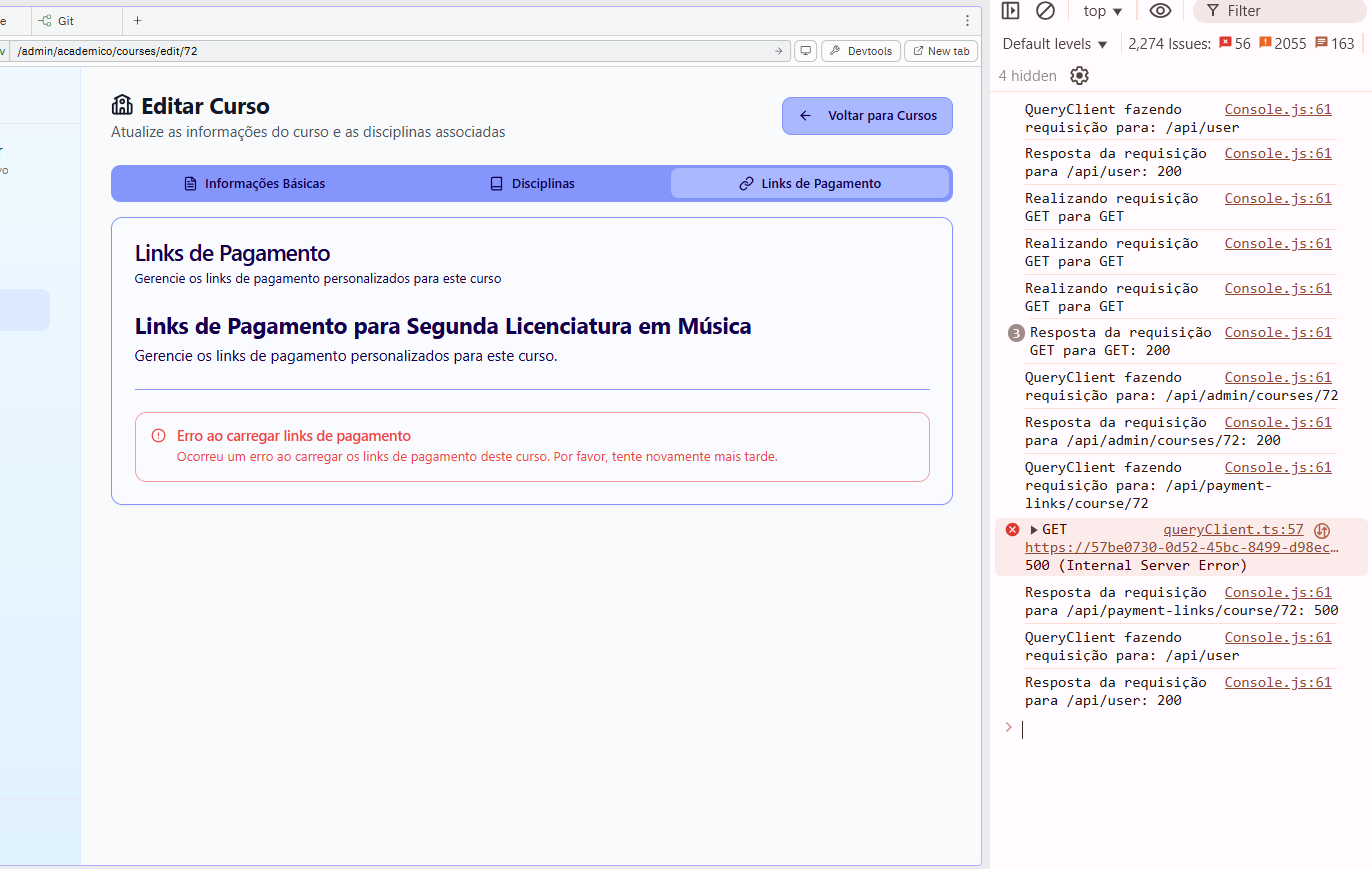 e
Git
+
v
/admin/academico/courses/edit/72
Devtools
New tab
r
vo
Editar Curso
Atualize as informações do curso e as disciplinas associadas
Voltar para Cursos
Informações Básicas
Disciplinas
Links de Pagamento
Links de Pagamento
Gerencie os links de pagamento personalizados para este curso
Links de Pagamento para Segunda Licenciatura em Música
Gerencie os links de pagamento personalizados para este curso.
Erro ao carregar links de pagamento
Ocorreu um erro ao carregar os links de pagamento deste curso. Por favor, tente novamente mais tarde.
top
Filter
Default levels
2,274 Issues:
56
2055
163
4 hidden
QueryClient fazendo Console.js:61
requisição para: /api/user
Resposta da requisição Console.js:61
para /api/user: 200
Realizando requisição Console.js:61
GET para GET
Realizando requisição Console.js:61
GET para GET
Realizando requisição Console.js:61
GET para GET
3 Resposta da requisição Console.js:61
GET para GET: 200
QueryClient fazendo Console.js:61
requisição para: /api/admin/courses/72
Resposta da requisição Console.js:61
para /api/admin/courses/72: 200
QueryClient fazendo Console.js:61
requisição para: /api/payment-
links/course/72
GET queryClient.ts:57
https://57be0730-0d52-45bc-8499-d98ec…
500 (Internal Server Error)
Resposta da requisição Console.js:61
para /api/payment-links/course/72: 500
QueryClient fazendo Console.js:61
requisição para: /api/user
Resposta da requisição Console.js:61
para /api/user: 200